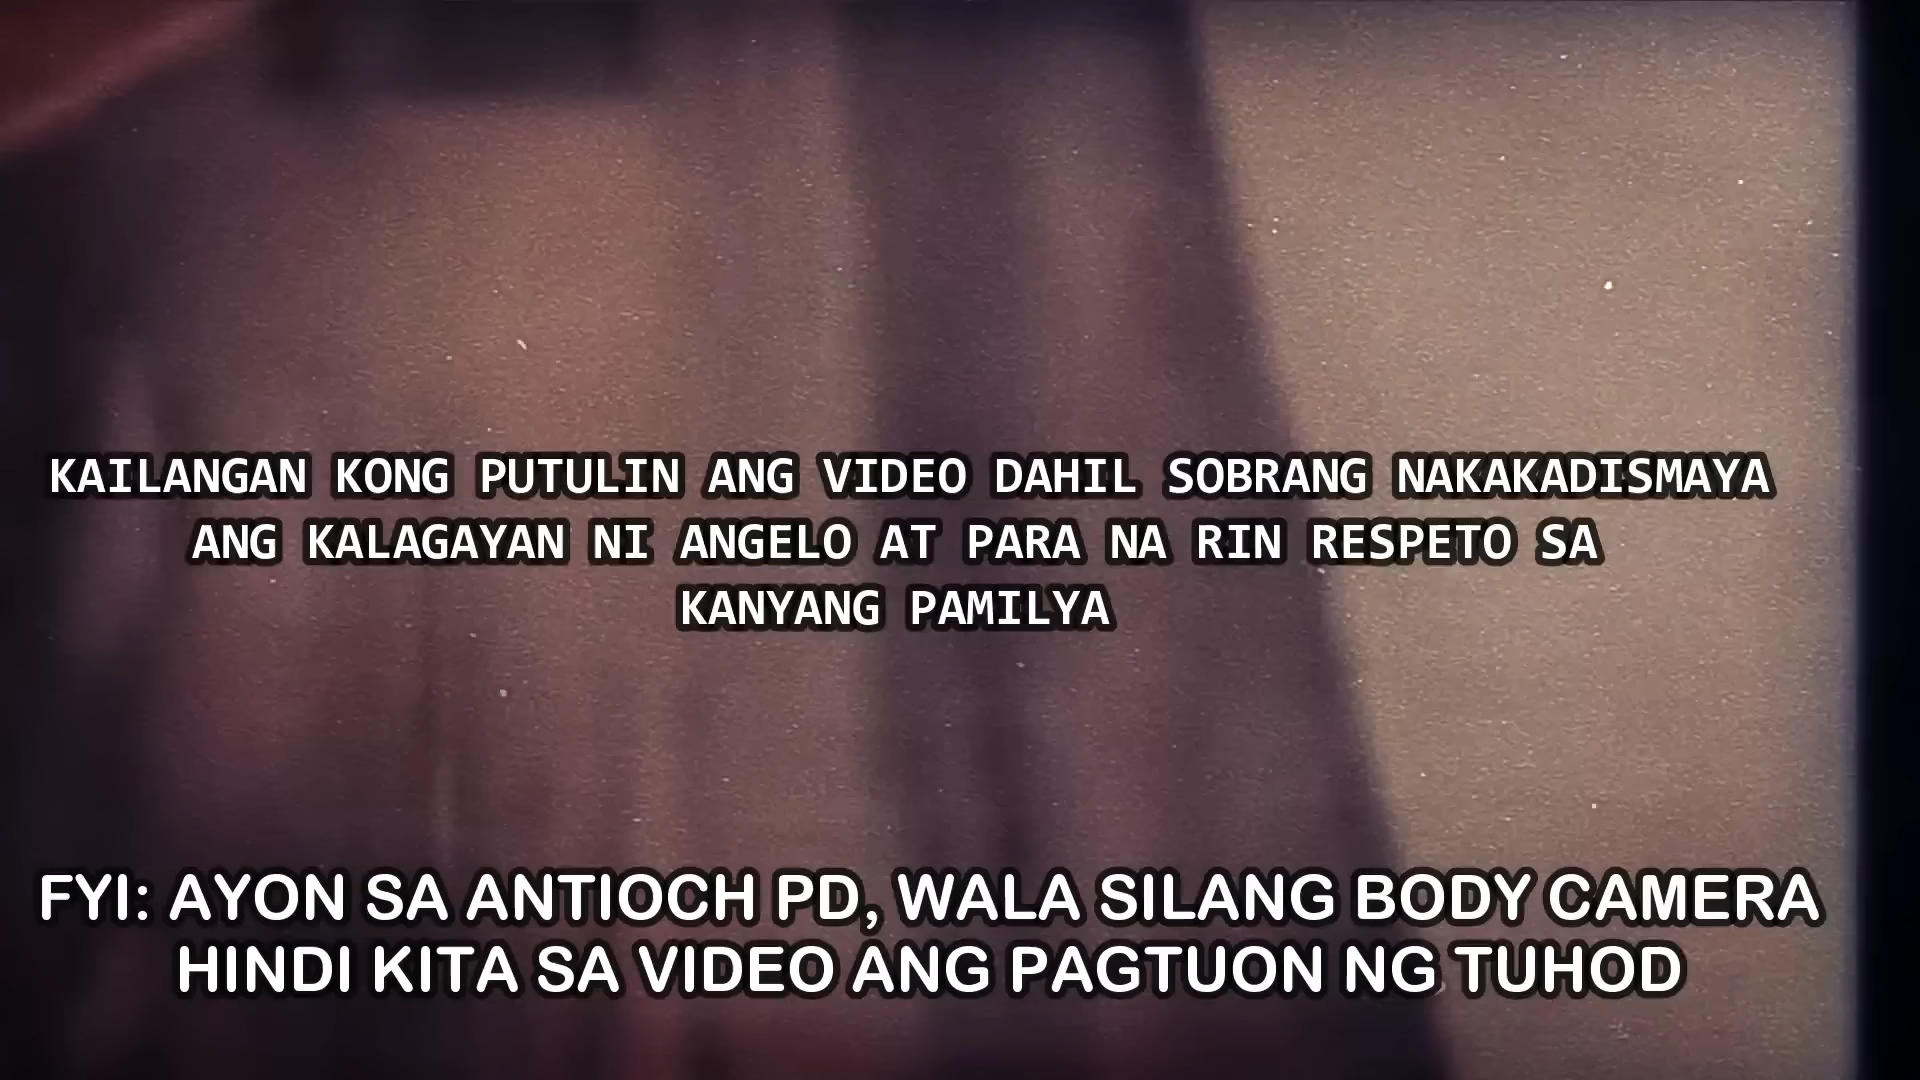 KAILANGAN KONG PUTULIN ANG VIDEO DAHIL SOBRANG NAKAKADISMAYA
ANG KALAGAYAN NI ANGELO AT PARA NA RIN RESPETO SA
KANYANG PAMILYA
FYI: AYON SA ANTIOCH PD, WALA SILANG BODY CAMERA
HINDI KITA SA VIDEO ANG PAGTUON NG TUHOD